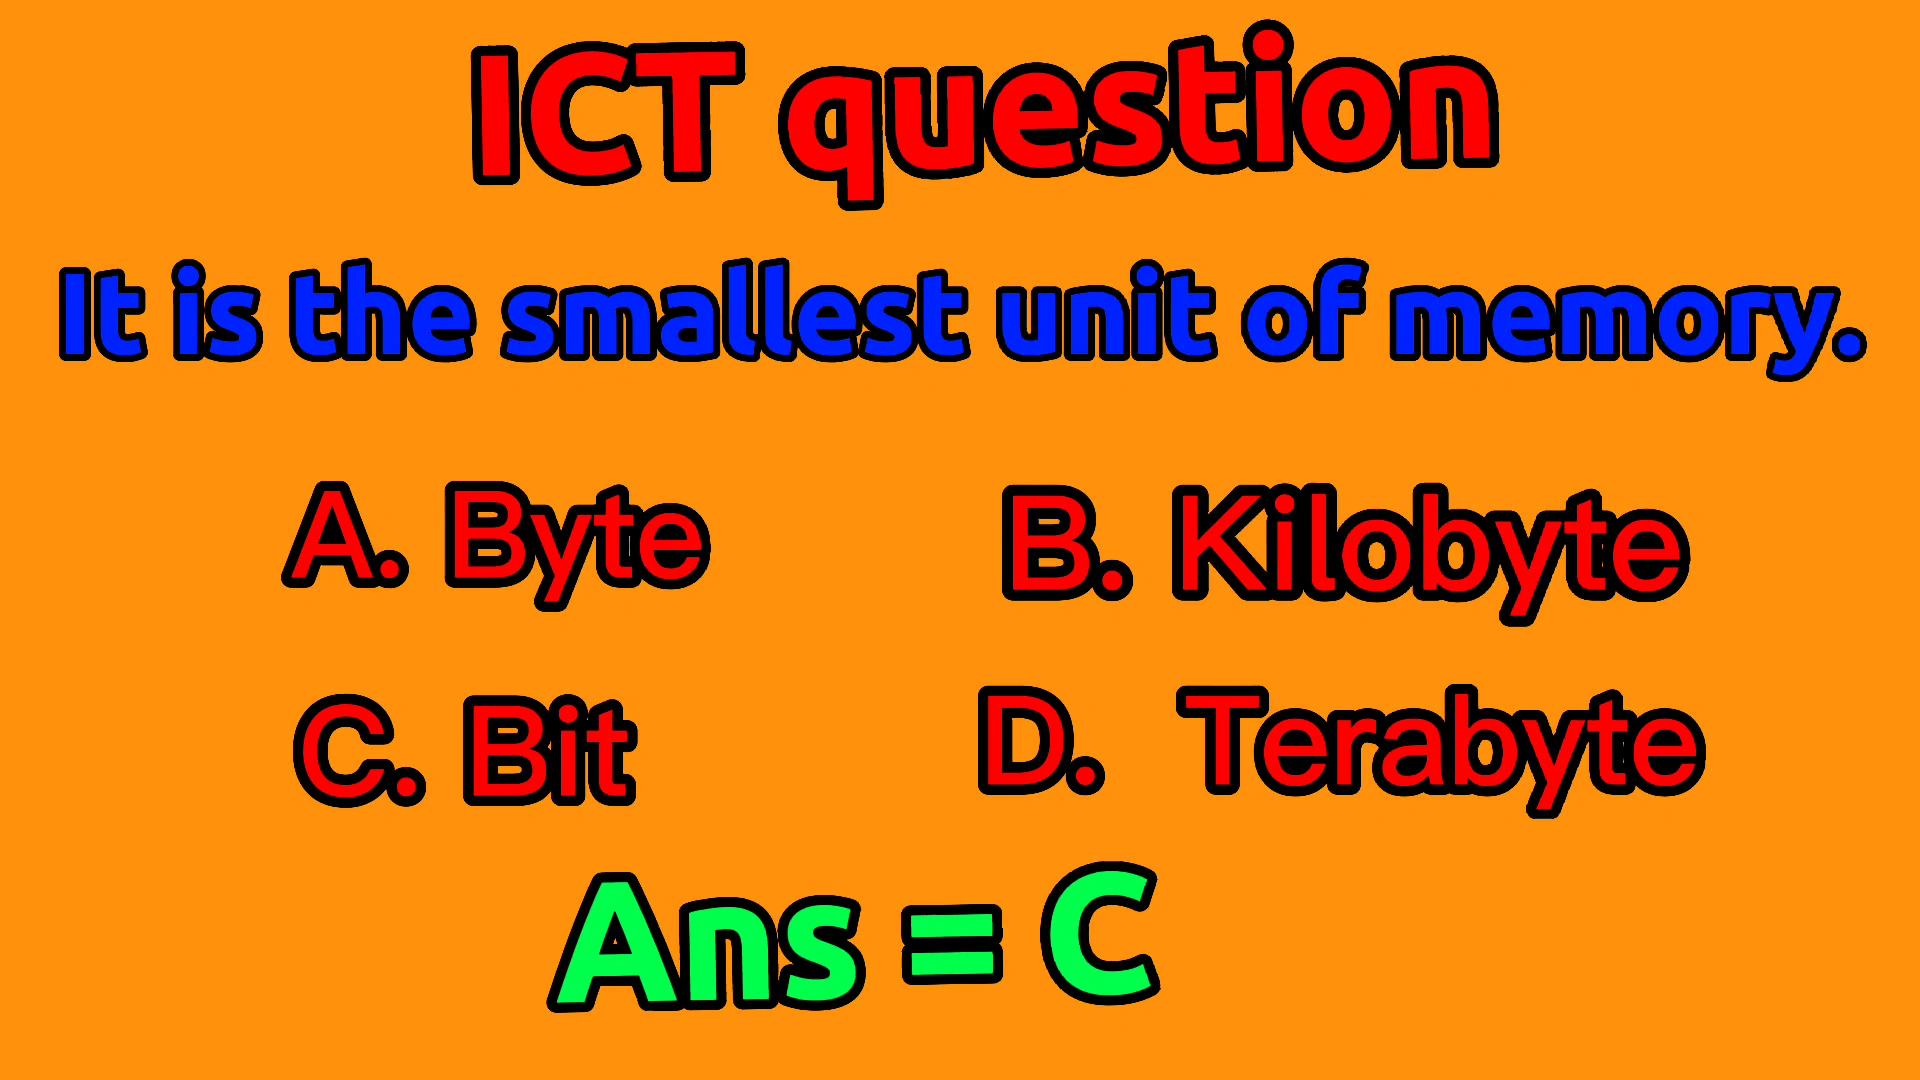 ICT question
It is the smallest unit of memory.
A. Byte
B. Kilobyte
C. Bit
D. Terabyte
Ans = C